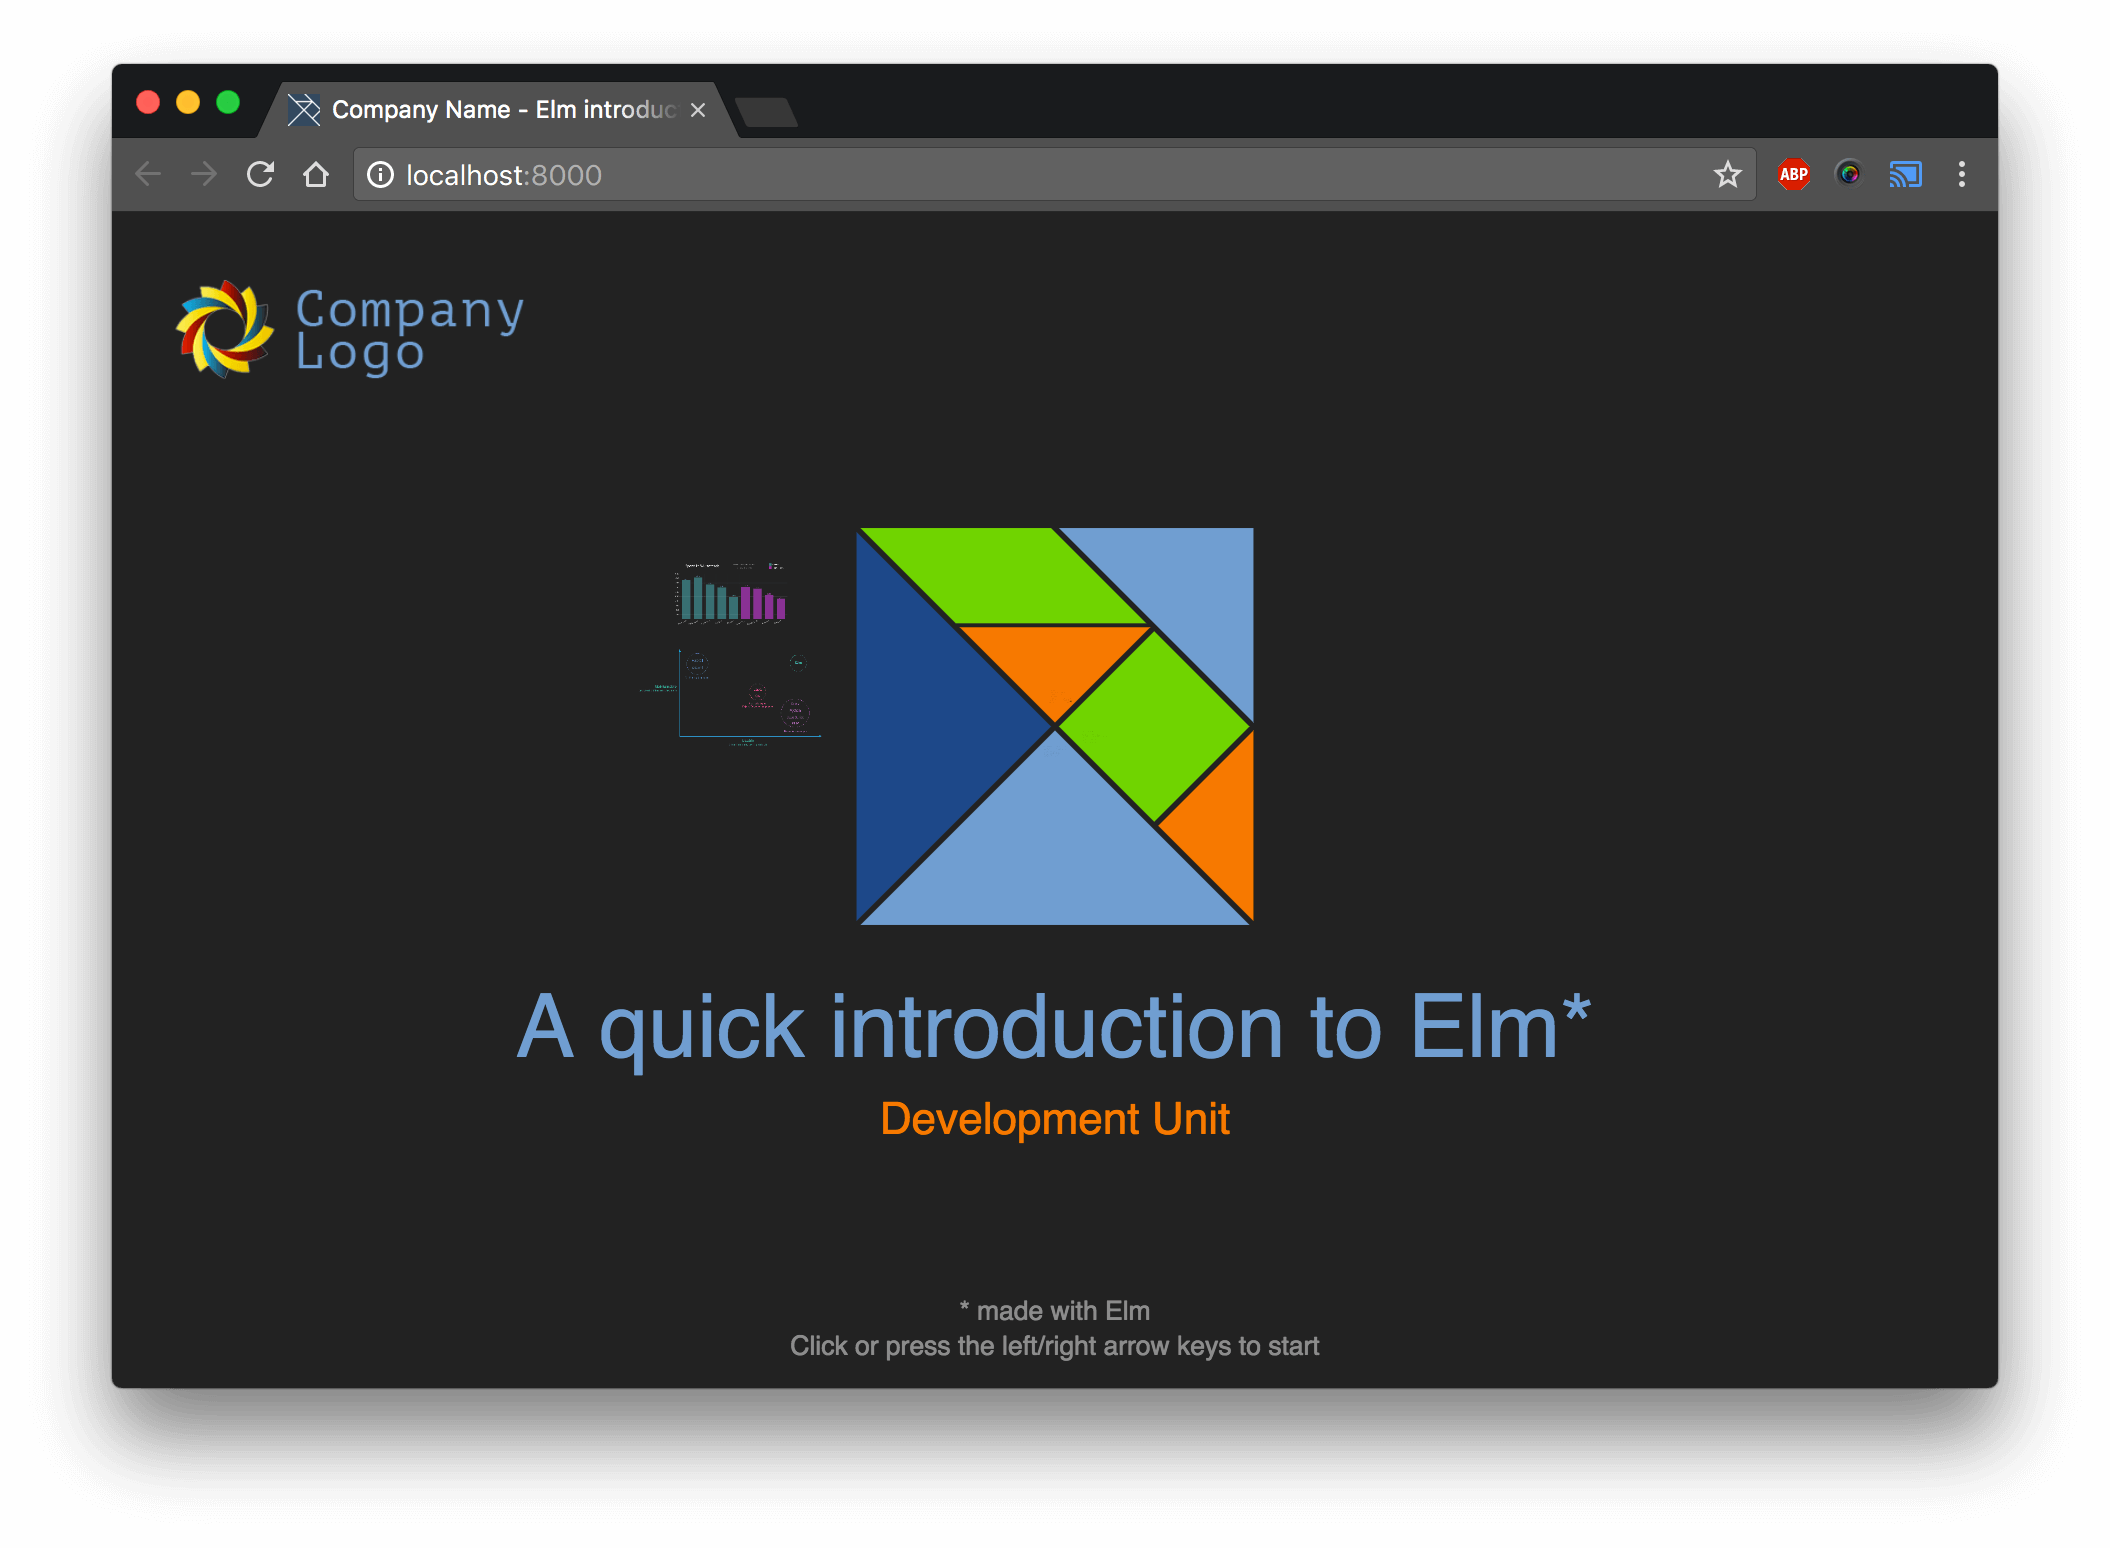 Company Name - Elm introduc
localhost:8000
ABP
Company
Logo
A quick introduction to Elm*
Development Unit
* made with Elm
Click or press the left/right arrow keys to start